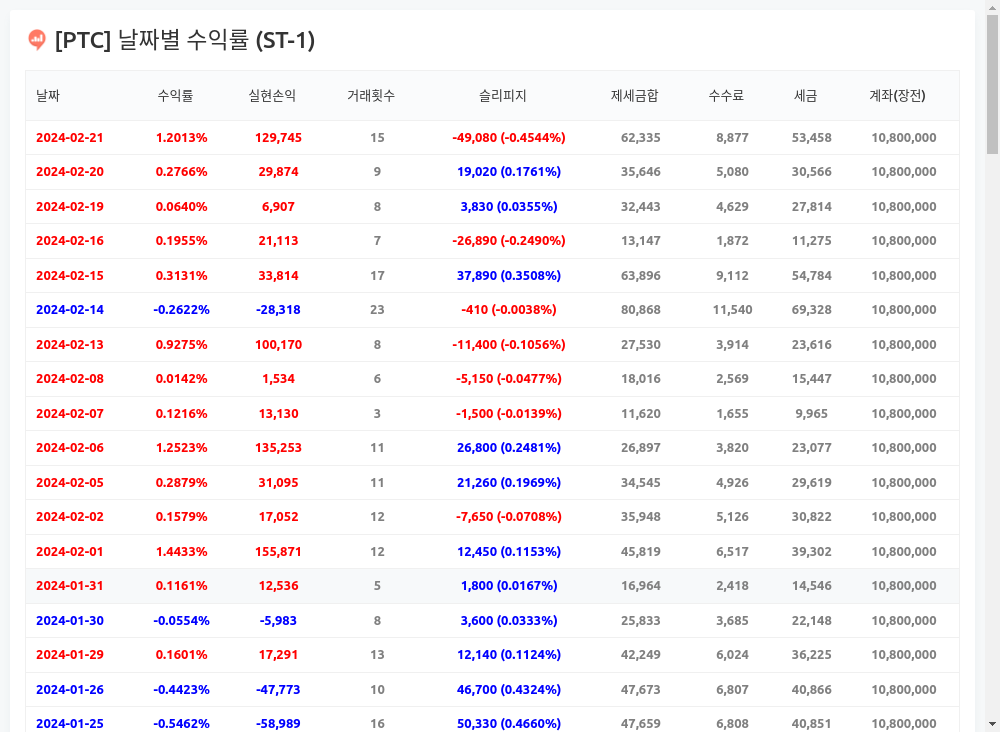 [PTC] 날짜별 수익률 (ST-1)
날짜 수익률 실현손익 거래횟수 슬리피지 제세금합 수수료 세금 계좌(장전)
2024-02-21 1.2013% 129,745 15 -49,080 (-0.4544%) 62,335 8,877 53,458 10,800,000
2024-02-20 0.2766% 29,874 9 19,020 (0.1761%) 35,646 5,080 30,566 10,800,000
2024-02-19 0.0640% 6,907 8 3,830 (0.0355%) 32,443 4,629 27,814 10,800,000
2024-02-16 0.1955% 21,113 7 -26,890 (-0.2490%) 13,147 1,872 11,275 10,800,000
2024-02-15 0.3131% 33,814 17 37,890 (0.3508%) 63,896 9,112 54,784 10,800,000
2024-02-14 -0.2622% -28,318 23 -410 (-0.0038%) 80,868 11,540 69,328 10,800,000
2024-02-13 0.9275% 100,170 8 -11,400 (-0.1056%) 27,530 3,914 23,616 10,800,000
2024-02-08 0.0142% 1,534 6 -5,150 (-0.0477%) 18,016 2,569 15,447 10,800,000
2024-02-07 0.1216% 13,130 3 -1,500 (-0.0139%) 11,620 1,655 9,965 10,800,000
2024-02-06 1.2523% 135,253 11 26,800 (0.2481%) 26,897 3,820 23,077 10,800,000
2024-02-05 0.2879% 31,095 11 21,260 (0.1969%) 34,545 4,926 29,619 10,800,000
2024-02-02 0.1579% 17,052 12 -7,650 (-0.0708%) 35,948 5,126 30,822 10,800,000
2024-02-01 1.4433% 155,871 12 12,450 (0.1153%) 45,819 6,517 39,302 10,800,000
2024-01-31 0.1161% 12,536 5 1,800 (0.0167%) 16,964 2,418 14,546 10,800,000
2024-01-30 -0.0554% -5,983 8 3,600 (0.0333%) 25,833 3,685 22,148 10,800,000
2024-01-29 0.1601% 17,291 13 12,140 (0.1124%) 42,249 6,024 36,225 10,800,000
2024-01-26 -0.4423% -47,773 10 46,700 (0.4324%) 47,673 6,807 40,866 10,800,000
2024-01-25 -0.5462% -58,989 16 50,330 (0.4660%) 47,659 6,808 40,851 10,800,000